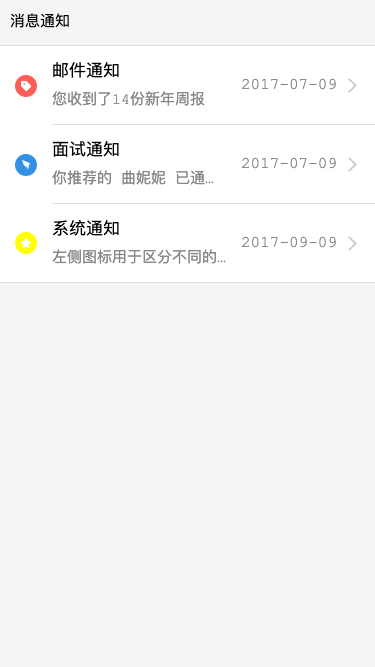 消息通知
邮件通知
您收到了14份新年周报
2017-07-09
面试通知
你推荐的 曲妮妮 已通…
2017-07-09
系统通知
左侧图标用于区分不同的…
2017-09-09